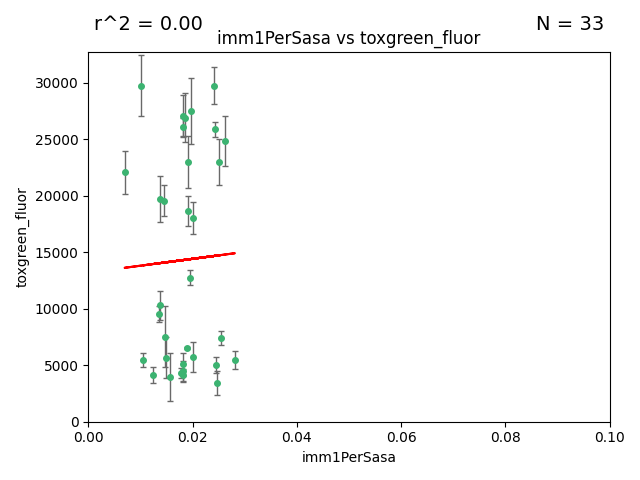 r^2 = 0.00
N = 33
imm1PerSasa vs toxgreen_fluor
30000
25000
20000
15000
10000
5000
0
toxgreen_fluor
0.00 0.02 0.04 0.06 0.08 0.10
imm1PerSasa